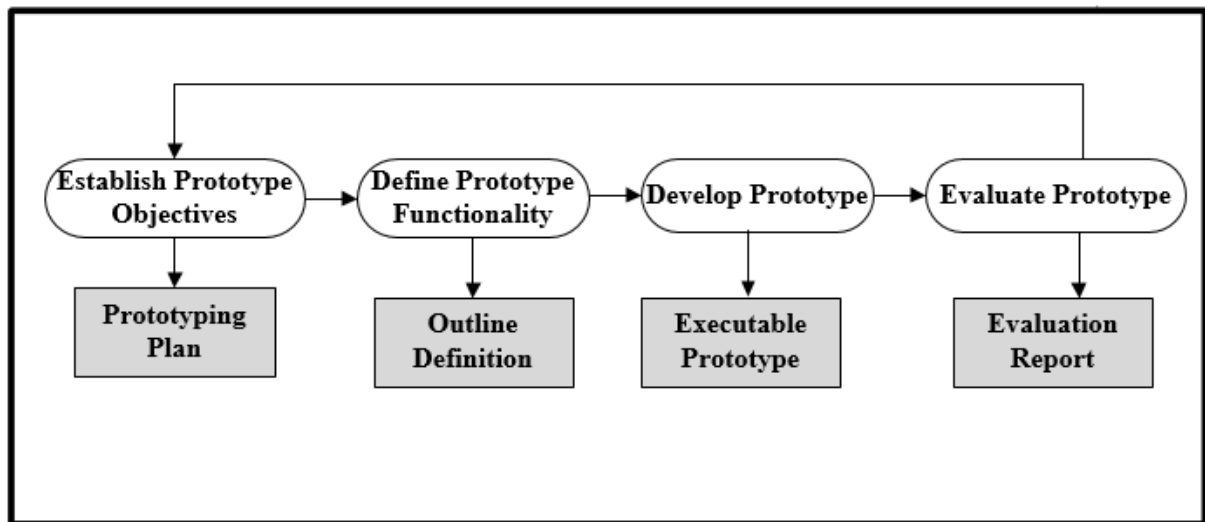 Establish Prototype
Objectives
Define Prototype
Functionality
Develop Prototype
Evaluate Prototype
Prototyping
Plan
Outline
Definition
Executable
Prototype
Evaluation
Report